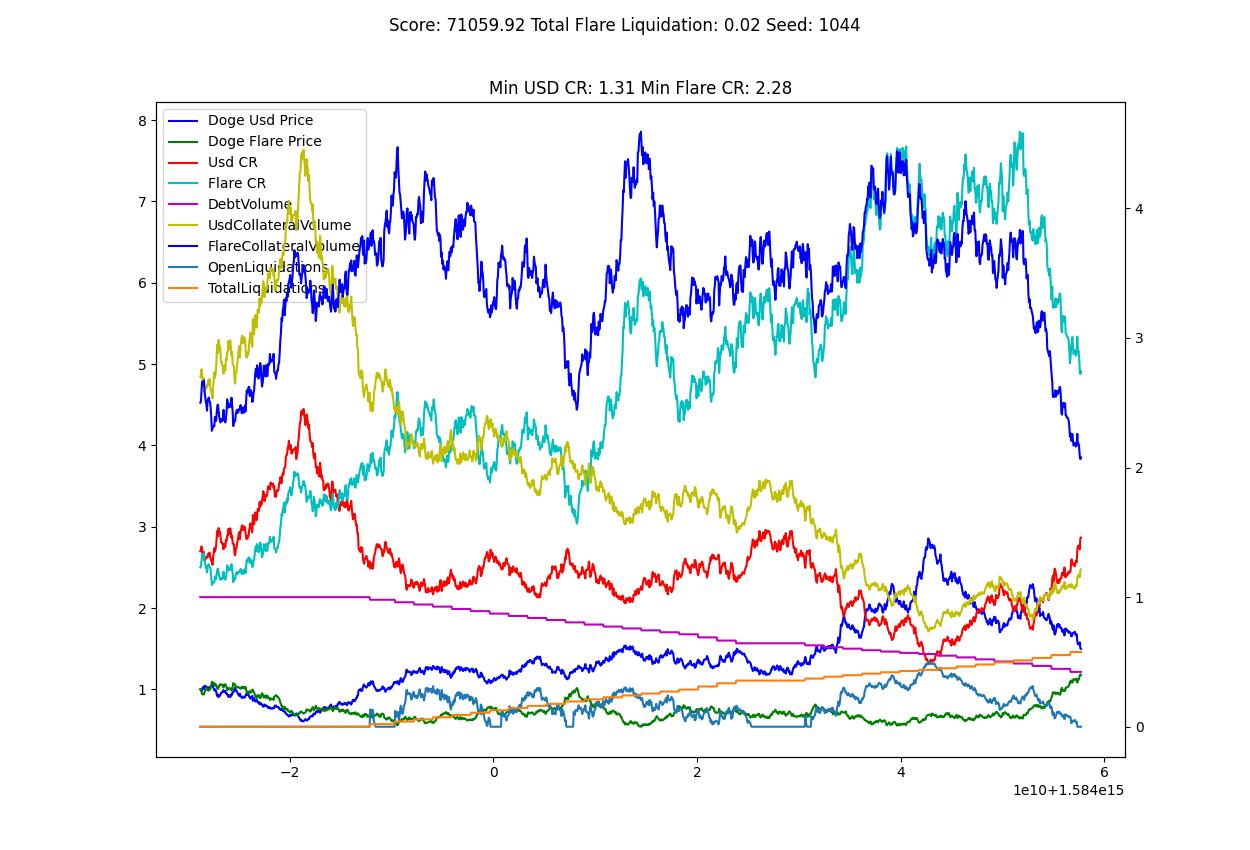 Score: 71059.92 Total Flare Liquidation: 0.02 Seed: 1044
Min USD CR: 1.31 Min Flare CR: 2.28
8
7
6
5
4
3
2
1
Doge Usd Price
Doge Flare Price
Usd CR
Flare CR
DebtVolume
UsdCollateralVolume
FlareCollateralVolume
OpenLiquidations
TotalLiquidations
4
3
2
1
0
−2
0
2
4
6
1e10+1.584e15